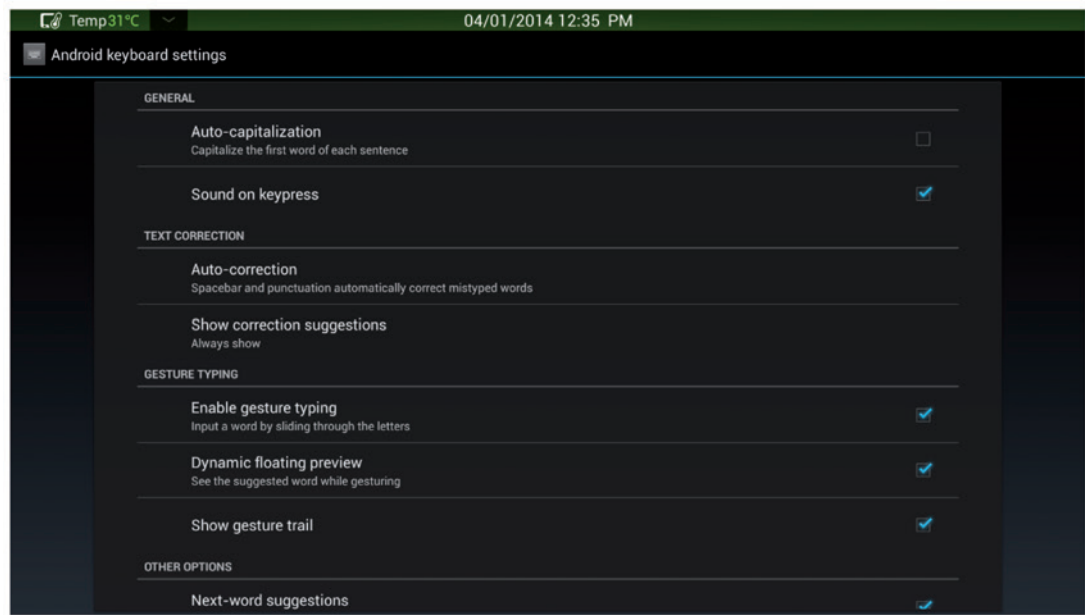 Temp31°C
04/01/2014 12:35 PM
Android keyboard settings
GENERAL
Auto-capitalization
Capitalize the first word of each sentence
Sound on keypress
TEXT CORRECTION
Auto-correction
Spacebar and punctuation automatically correct mistyped words
Show correction suggestions
Always show
GESTURE TYPING
Enable gesture typing
Input a word by sliding through the letters
Dynamic floating preview
See the suggested word while gesturing
Show gesture trail
OTHER OPTIONS
Next-word suggestions